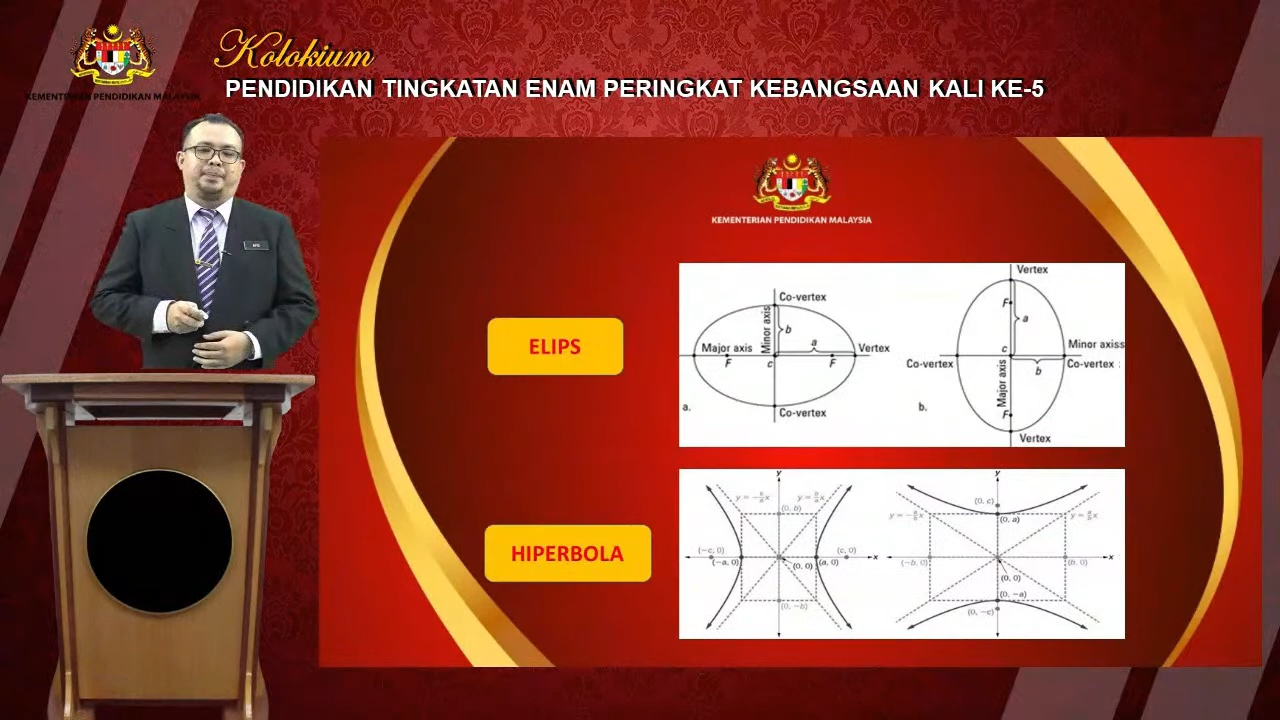 Kolokium
PENDIDIKAN TINGKATAN ENAM PERINGKAT KEBANGSAAN KALI KE-5
KEMENTERIAN PENDIDIKAN MALAYSIA
KEMENTERIAN PENDIDIKAN MALAYSIA
ELIPS
Co-vertex
Minor axis
b
a
Major axis
Vertex
F
c
F
Co-vertex
a.
Vertex
F
a
c
Minor axiss
Co-vertex
b
Co-vertex :
Major axis
F
Vertex
b.
HIPERBOLA
y
y = -b/a x
y = b/a x
(0, b)
(-c, 0)
(c, 0)
x
(-a, 0)
(0, 0)
(a, 0)
(0, -b)
y
(0, c)
(0, a)
x
(-b, 0)
(b, 0)
(0, 0)
(0, -a)
(0, -c)